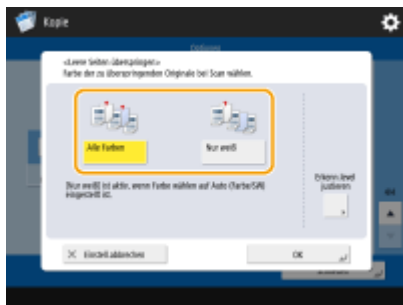 Kopie
Optionen
<Leere Seiten überspringen>
Farbe der zu überspringenden Originale bei Scan wählen.
Alle Farben
Nur weiß
[Nur weiß] ist aktiv, wenn Farbe wählen auf Auto (Farbe/SW)
eingestellt ist.
Erkenn.level
justieren
Einstell.abbrechen
OK